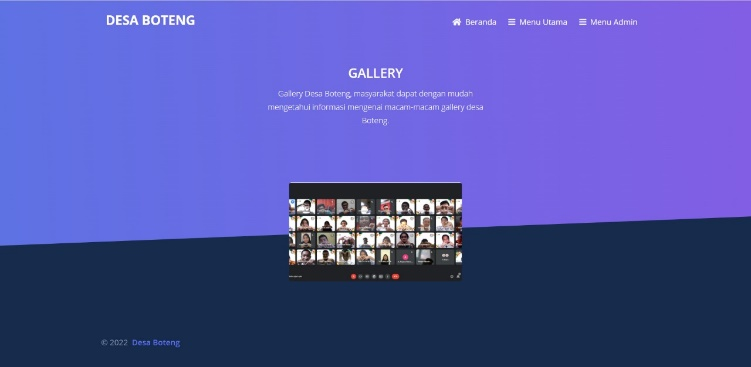 DESA BOTENG
Beranda Menu Utama Menu Admin
GALLERY
Gallery Desa Boteng, masyarakat dapat dengan mudah
mengetahui informasi mengenai macam-macam gallery desa
Boteng.
© 2022 Desa Boteng